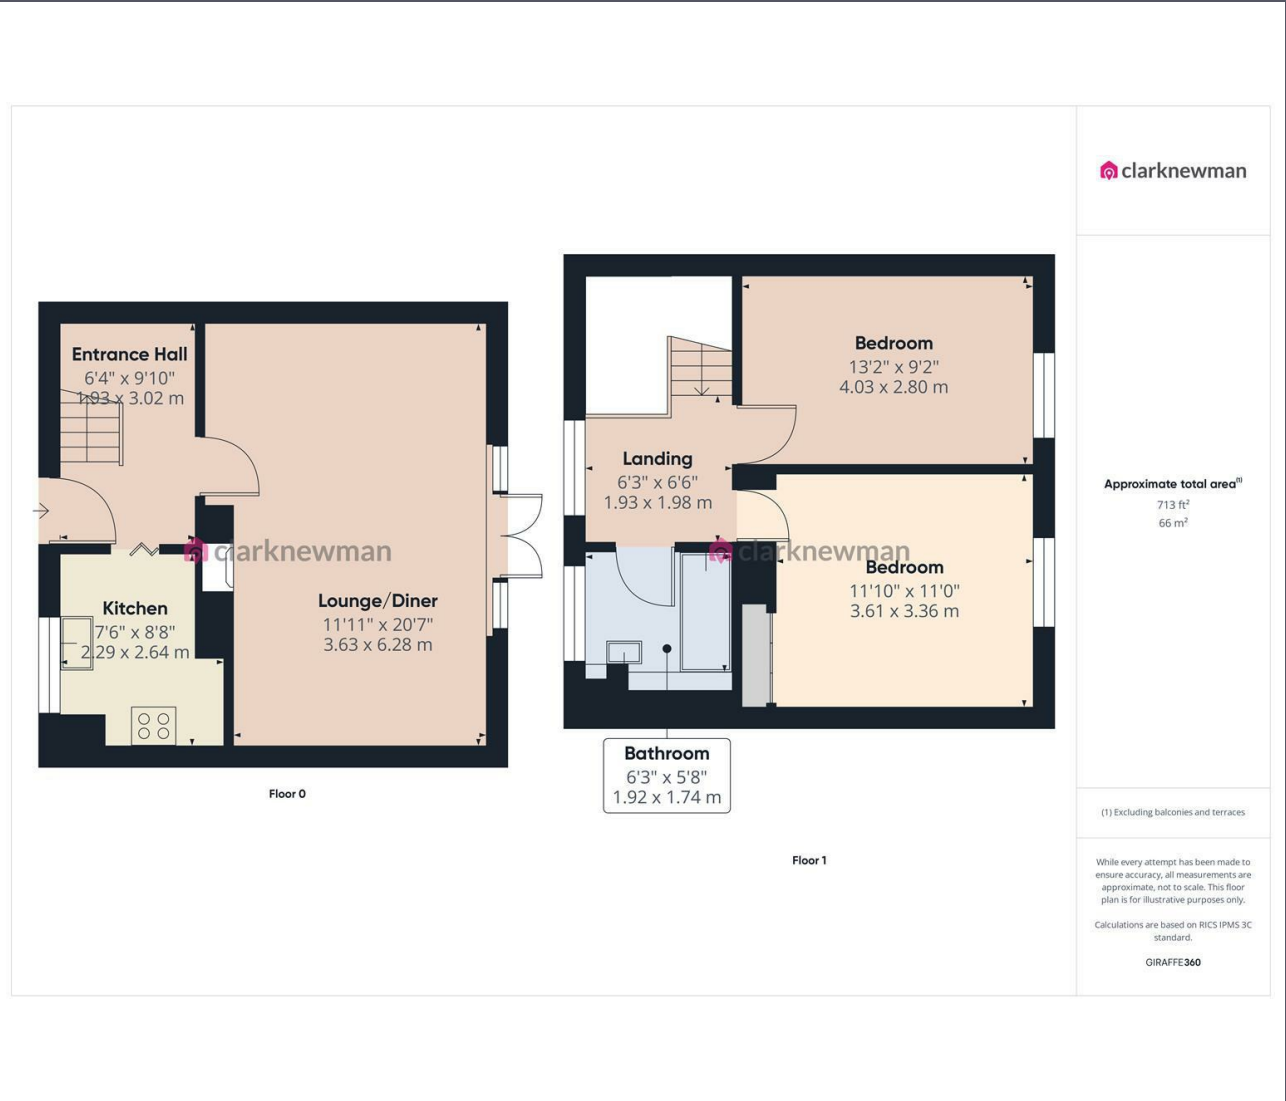 Entrance Hall
6'4" x 9'10"
1.93 x 3.02 m
Kitchen
7'6" x 8'8"
2.29 x 2.64 m
Lounge/Diner
11'11" x 20'7"
3.63 x 6.28 m
clarknewman
Floor 0
Bedroom
13'2" x 9'2"
4.03 x 2.80 m
Landing
6'3" x 6'6"
1.93 x 1.98 m
clarknewman
Bedroom
11'10" x 11'0"
3.61 x 3.36 m
Bathroom
6'3" x 5'8"
1.92 x 1.74 m
Floor 1
clarknewman
Approximate total area(1)
713 ft²
66 m²
(1) Excluding balconies and terraces
While every attempt has been made to
ensure accuracy, all measurements are
approximate, not to scale. This floor
plan is for illustrative purposes only.
Calculations are based on RICS IPMS 3C
standard.
GIRAFFE360